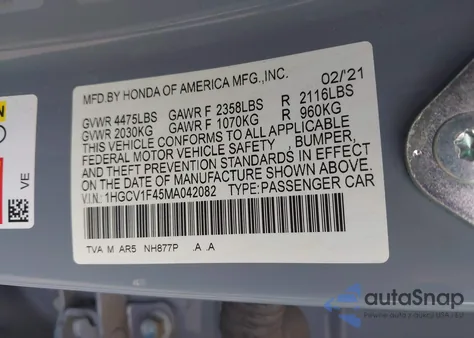 MFD.BY HONDA OF AMERICA MFG.,INC. 02/'21
GVWR 4475LBS GAWR F 2358LBS R 2116LBS
GVWR 2030KG GAWR F 1070KG R 960KG
THIS VEHICLE CONFORMS TO ALL APPLICABLE
FEDERAL MOTOR VEHICLE SAFETY , BUMPER,
AND THEFT PREVENTION STANDARDS IN EFFECT
ON THE DATE OF MANUFACTURE SHOWN ABOVE.
V.I.N.: 1HGCV1F45MA042082 TYPE:PASSENGER CAR
TVA M AR5 NH877P .A .A
VE
autoSnap